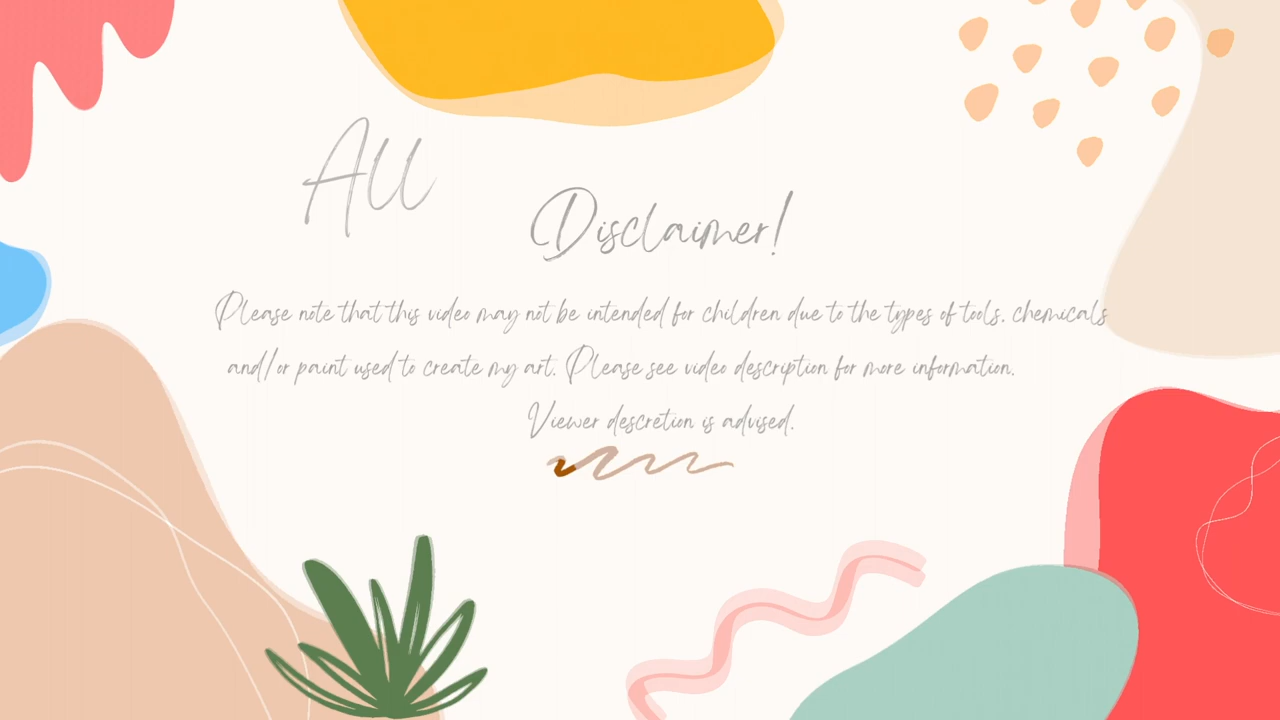 All
Disclaimer!
Please note that this video may not be intended for children due to the types of tools. chemicals
and/or paint used to create my art. Please see video description for more information.
Viewer descretion is advised.